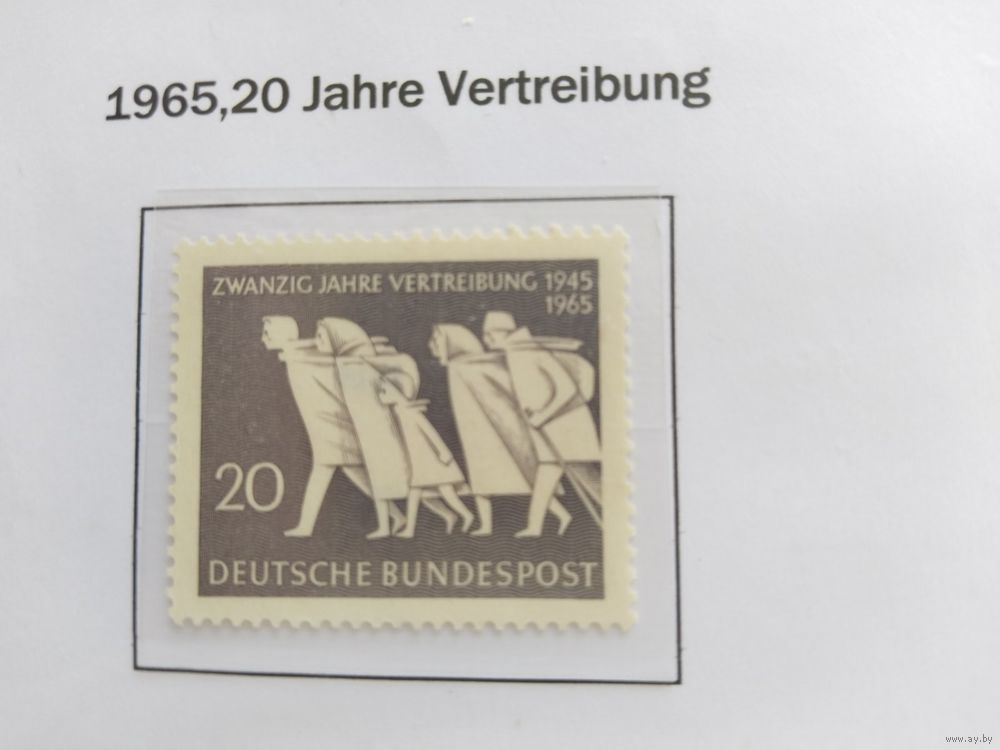 1965,20 Jahre Vertreibung
ZWANZIG JAHRE VERTREIBUNG 1945
1965
20
DEUTSCHE BUNDESPOST
www.ay.by